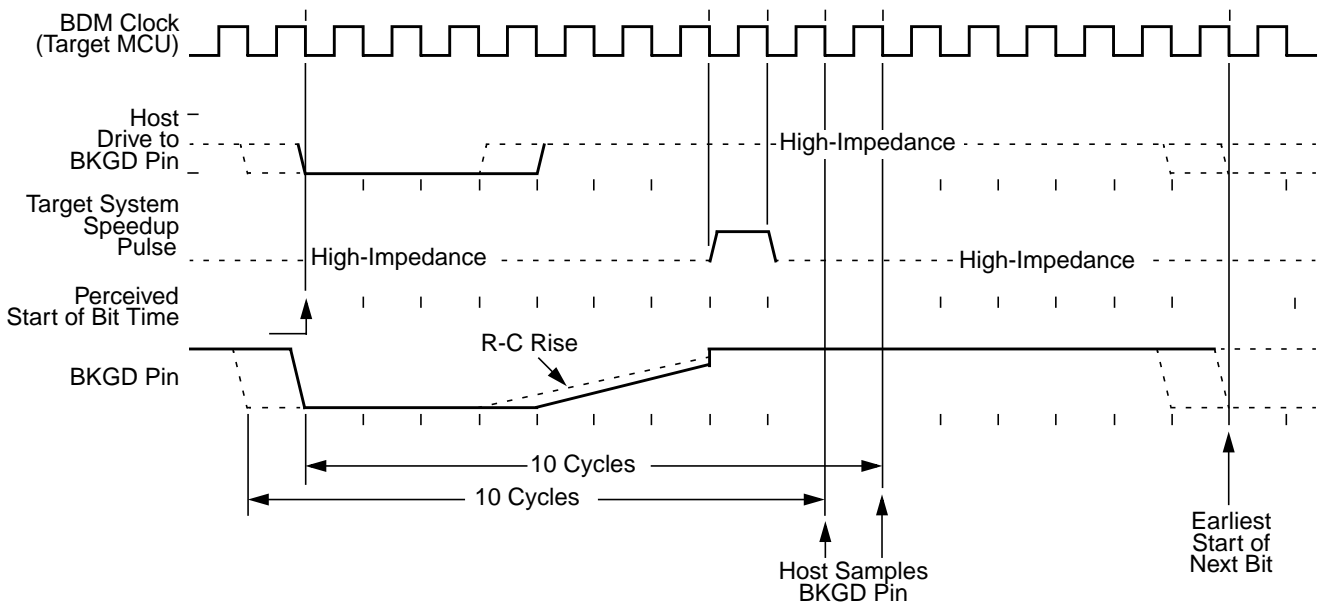 BDM Clock
(Target MCU)
Host
Drive to
BKGD Pin
High-Impedance
Target System
Speedup
Pulse
High-Impedance
High-Impedance
Perceived
Start of Bit Time
R-C Rise
BKGD Pin
10 Cycles
10 Cycles
Host Samples
BKGD Pin
Earliest
Start of
Next Bit